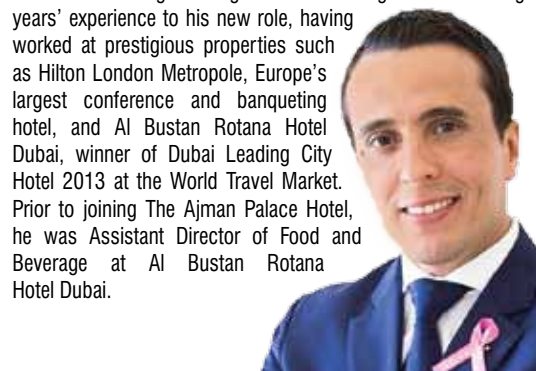 years’ experience to his new role, having
worked at prestigious properties such
as Hilton London Metropole, Europe’s
largest conference and banqueting
hotel, and Al Bustan Rotana Hotel
Dubai, winner of Dubai Leading City
Hotel 2013 at the World Travel Market.
Prior to joining The Ajman Palace Hotel,
he was Assistant Director of Food and
Beverage at Al Bustan Rotana
Hotel Dubai.